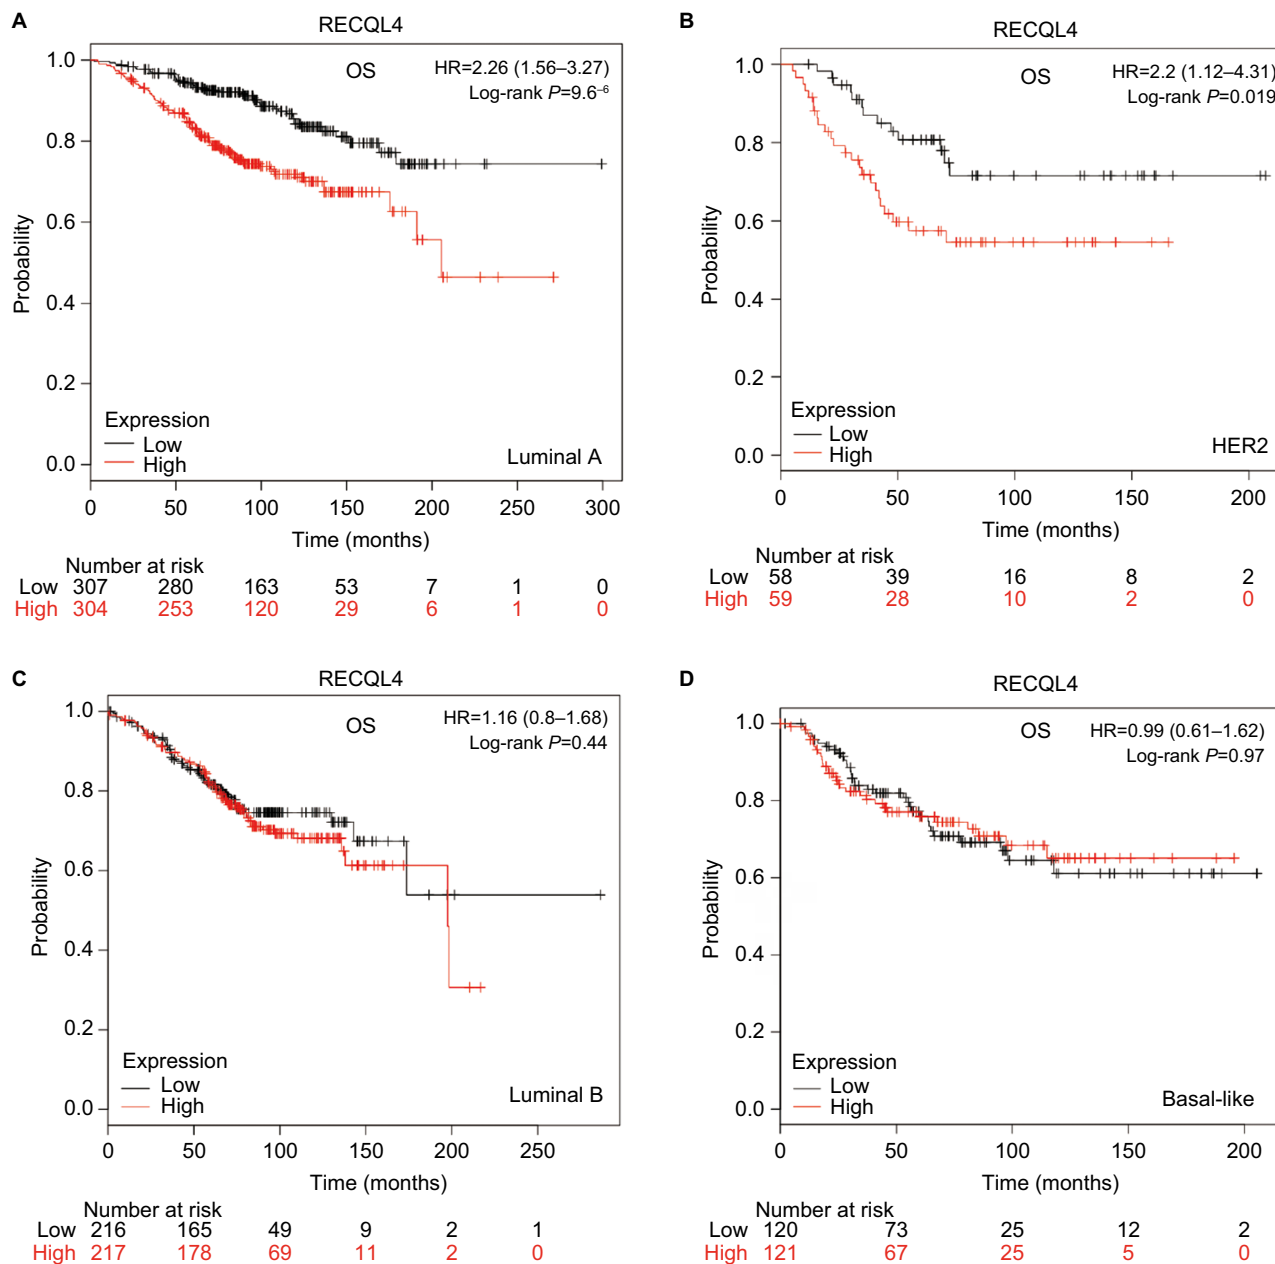 A
RECQL4
OS
HR=2.26 (1.56–3.27)
Log-rank P=9.6⁻⁶
Probability
1.0
0.8
0.6
0.4
0.2
0.0
Expression
Low
High
Luminal A
0 50 100 150 200 250 300
Time (months)
Number at risk
Low 307 280 163 53 7 1 0
High 304 253 120 29 6 1 0
B
RECQL4
OS
HR=2.2 (1.12–4.31)
Log-rank P=0.019
Probability
1.0
0.8
0.6
0.4
0.2
0.0
Expression
Low
High
HER2
0 50 100 150 200
Time (months)
Number at risk
Low 58 39 16 8 2
High 59 28 10 2 0
C
RECQL4
OS
HR=1.16 (0.8–1.68)
Log-rank P=0.44
Probability
1.0
0.8
0.6
0.4
0.2
0.0
Expression
Low
High
Luminal B
0 50 100 150 200 250
Time (months)
Number at risk
Low 216 165 49 9 2 1
High 217 178 69 11 2 0
D
RECQL4
OS
HR=0.99 (0.61–1.62)
Log-rank P=0.97
Probability
1.0
0.8
0.6
0.4
0.2
0.0
Expression
Low
High
Basal-like
0 50 100 150 200
Time (months)
Number at risk
Low 120 73 25 12 2
High 121 67 25 5 0